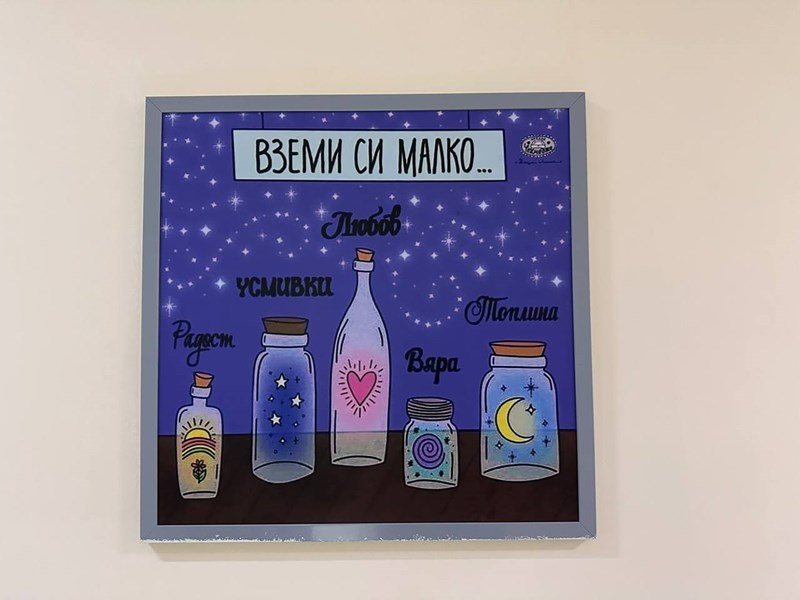 ВЗЕМИ СИ МАЛКО...
Любов
УСМИВКИ
Топлина
Радост
Вяра